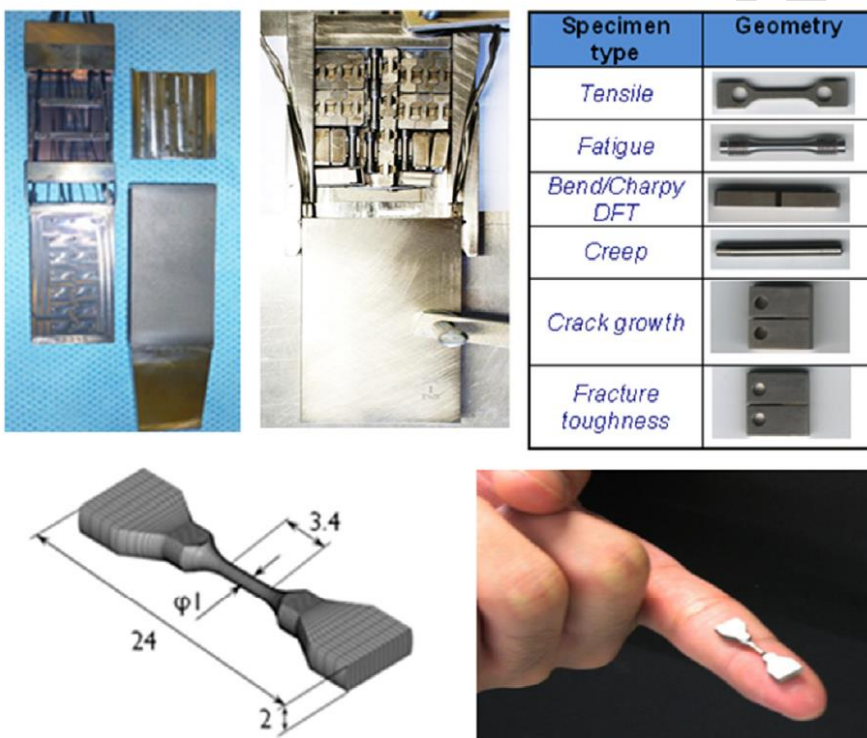 Specimen type
Geometry
Tensile
Fatigue
Bend/Charpy
DFT
Creep
Crack growth
Fracture
toughness
3.4
φ1
24
2